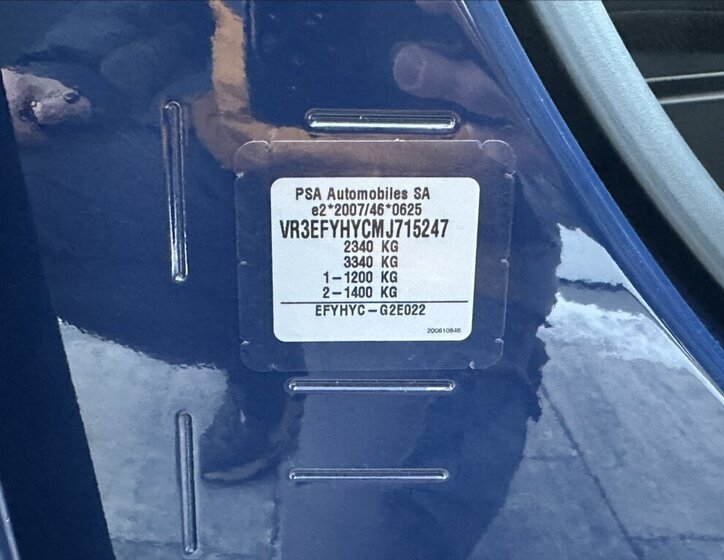 PSA Automobiles SA
e2*2007/46*0625
VR3EFYHYCMJ715247
2340 KG
3340 KG
1-1200 KG
2-1400 KG
EFYHYC-G2E022
200610846